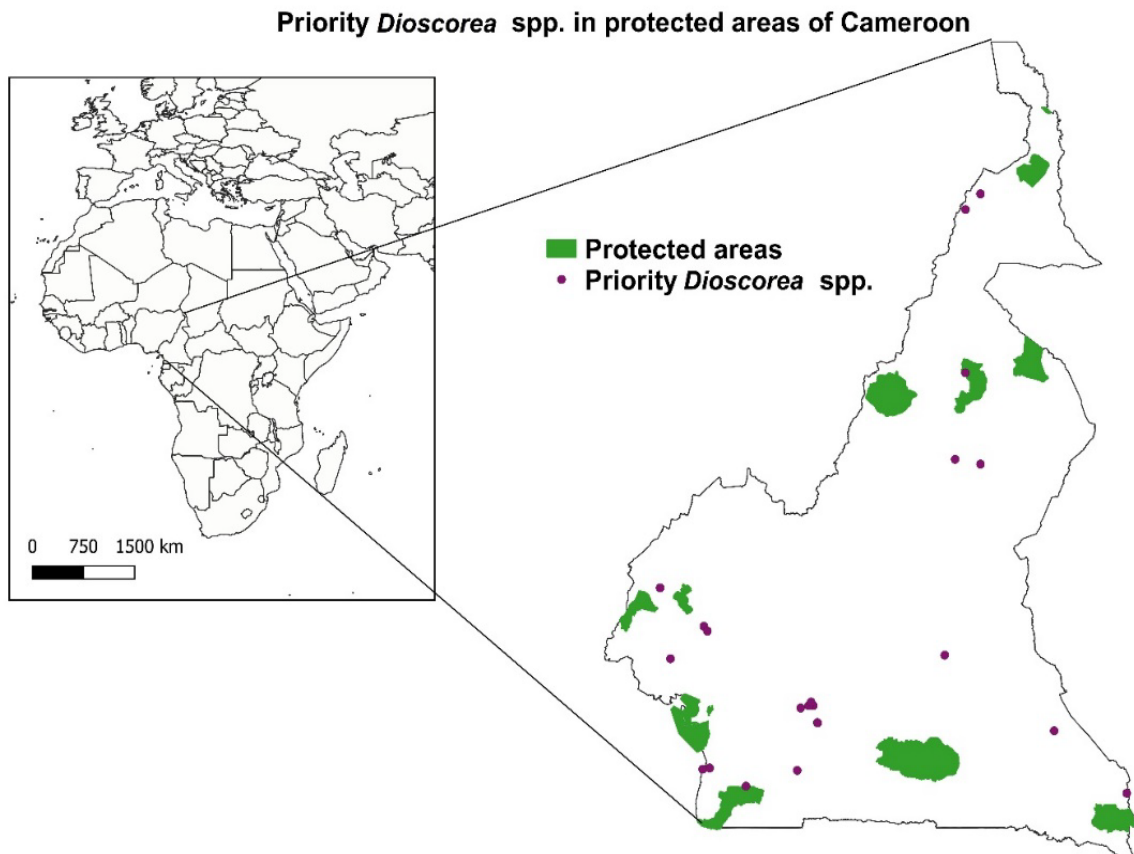 Priority Dioscorea spp. in protected areas of Cameroon
Protected areas
Priority Dioscorea spp.
0 750 1500 km